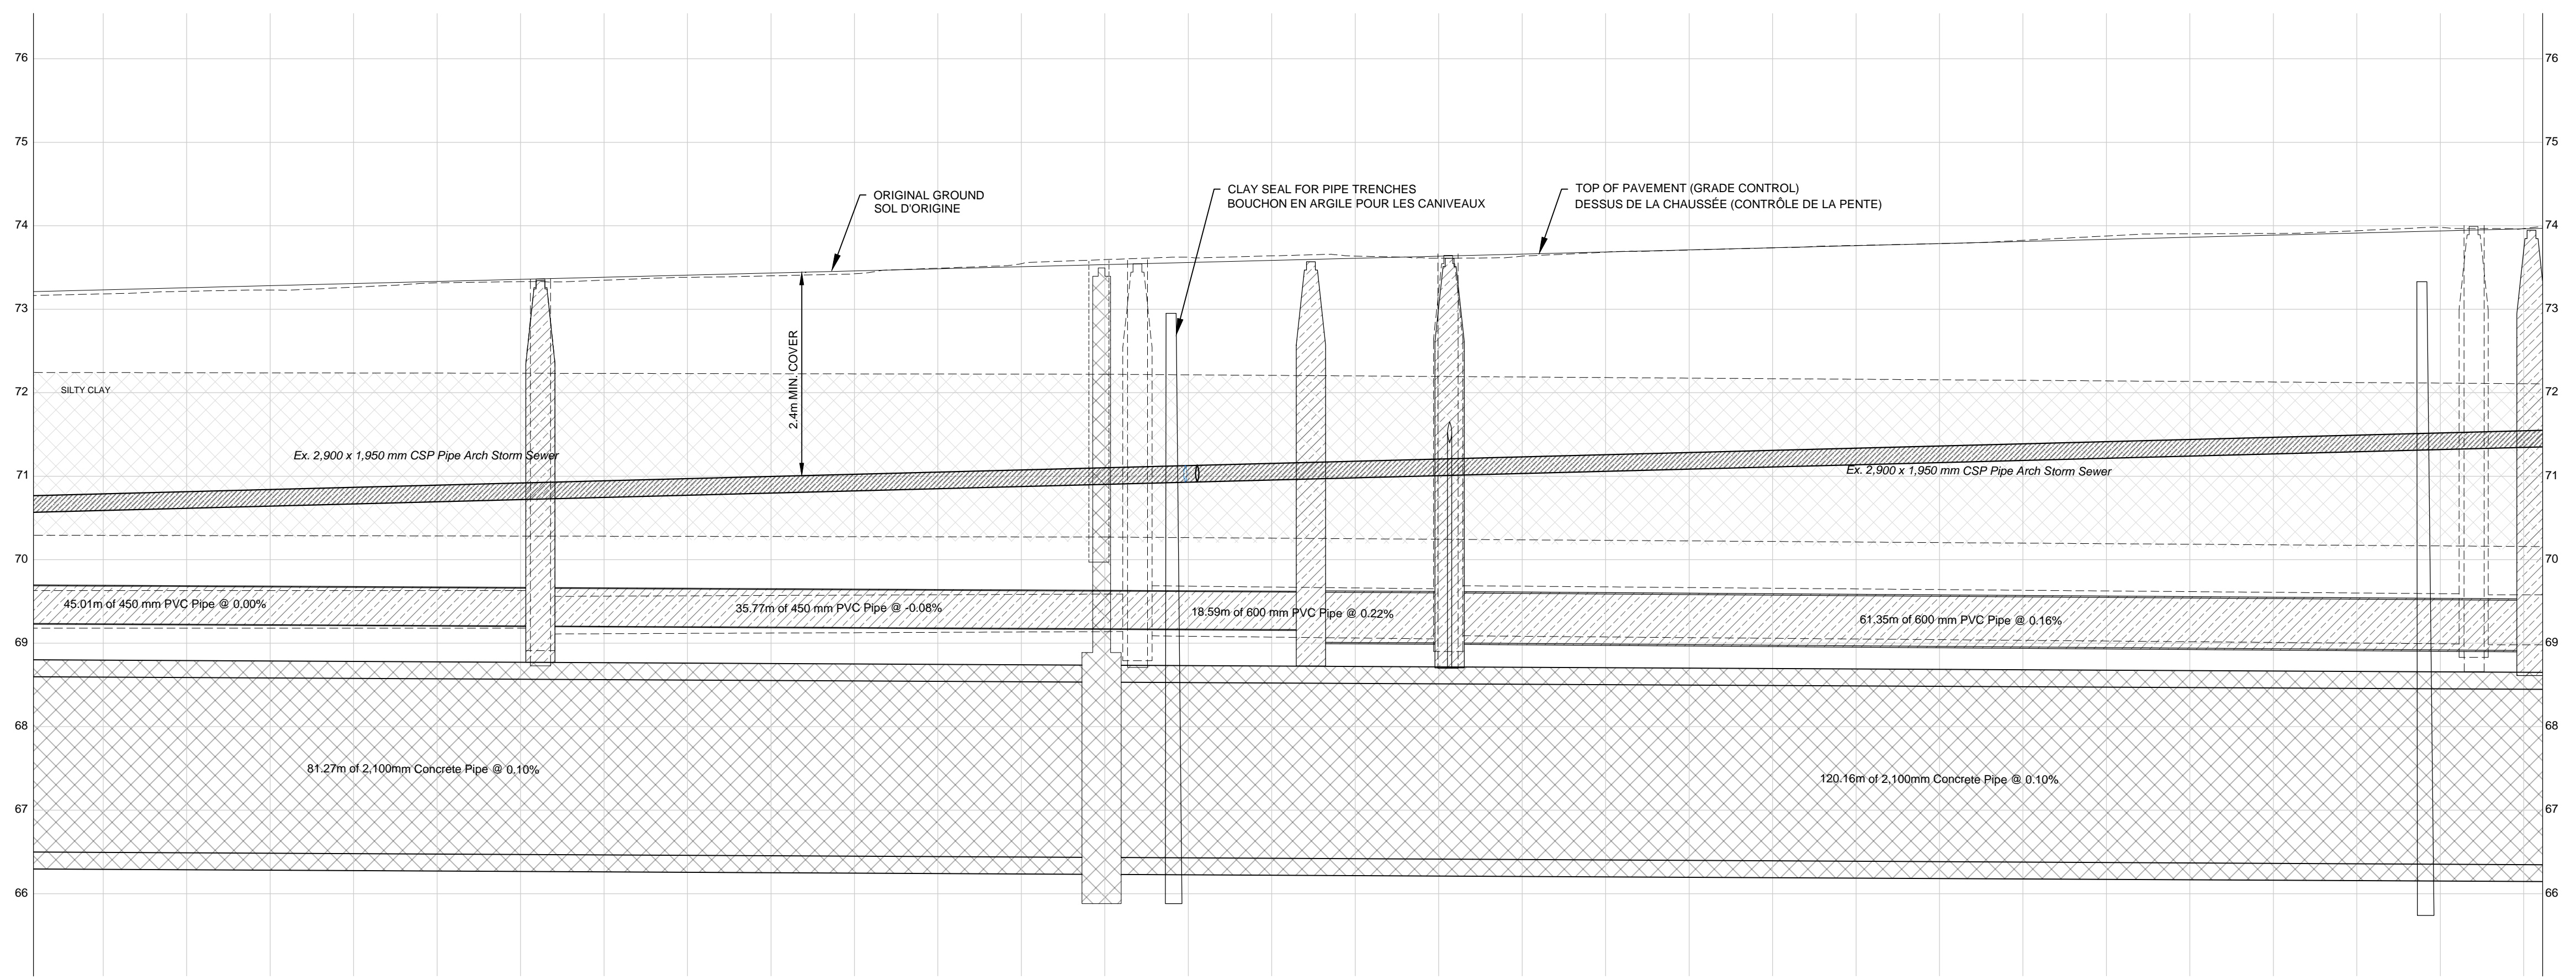 76
76
75
75
ORIGINAL GROUND
SOL D'ORIGINE
CLAY SEAL FOR PIPE TRENCHES
BOUCHON EN ARGILE POUR LES CANIVEAUX
TOP OF PAVEMENT (GRADE CONTROL)
DESSUS DE LA CHAUSSÉE (CONTRÔLE DE LA PENTE)
74
74
73
73
2.4m MIN. COVER
SILTY CLAY
72
72
Ex. 2,900 x 1,950 mm CSP Pipe Arch Storm Sewer
Ex. 2,900 x 1,950 mm CSP Pipe Arch Storm Sewer
71
71
70
70
45.01m of 450 mm PVC Pipe @ 0.00%
35.77m of 450 mm PVC Pipe @ -0.08%
18.59m of 600 mm PVC Pipe @ 0.22%
61.35m of 600 mm PVC Pipe @ 0.16%
69
69
68
68
81.27m of 2,100mm Concrete Pipe @ 0.10%
120.16m of 2,100mm Concrete Pipe @ 0.10%
67
67
66
66